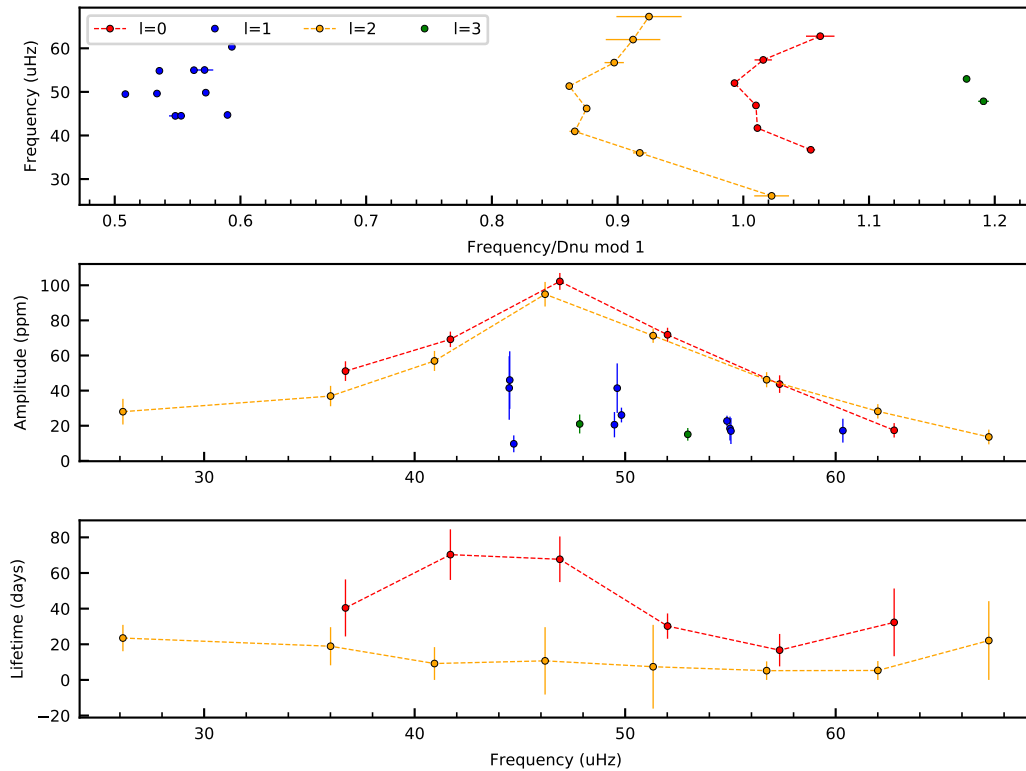 l=0 l=1 l=2 l=3
Frequency (uHz)
60
50
40
30
0.5 0.6 0.7 0.8 0.9 1.0 1.1 1.2
Frequency/Dnu mod 1
Amplitude (ppm)
100
80
60
40
20
0
30 40 50 60
Lifetime (days)
80
60
40
20
0
−20
30 40 50 60
Frequency (uHz)